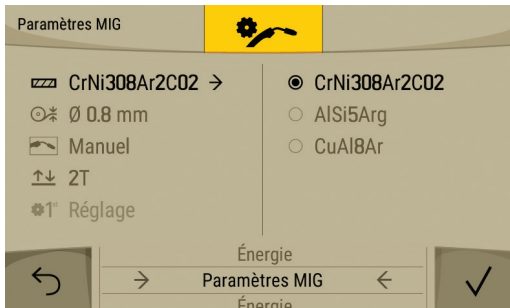 Paramètres MIG
CrNi308Ar2CO2 →
Ø 0.8 mm
Manuel
2T
1" Réglage
CrNi308Ar2CO2
AlSi5Arg
CuAl8Ar
Énergie
→ Paramètres MIG ←
Énergie